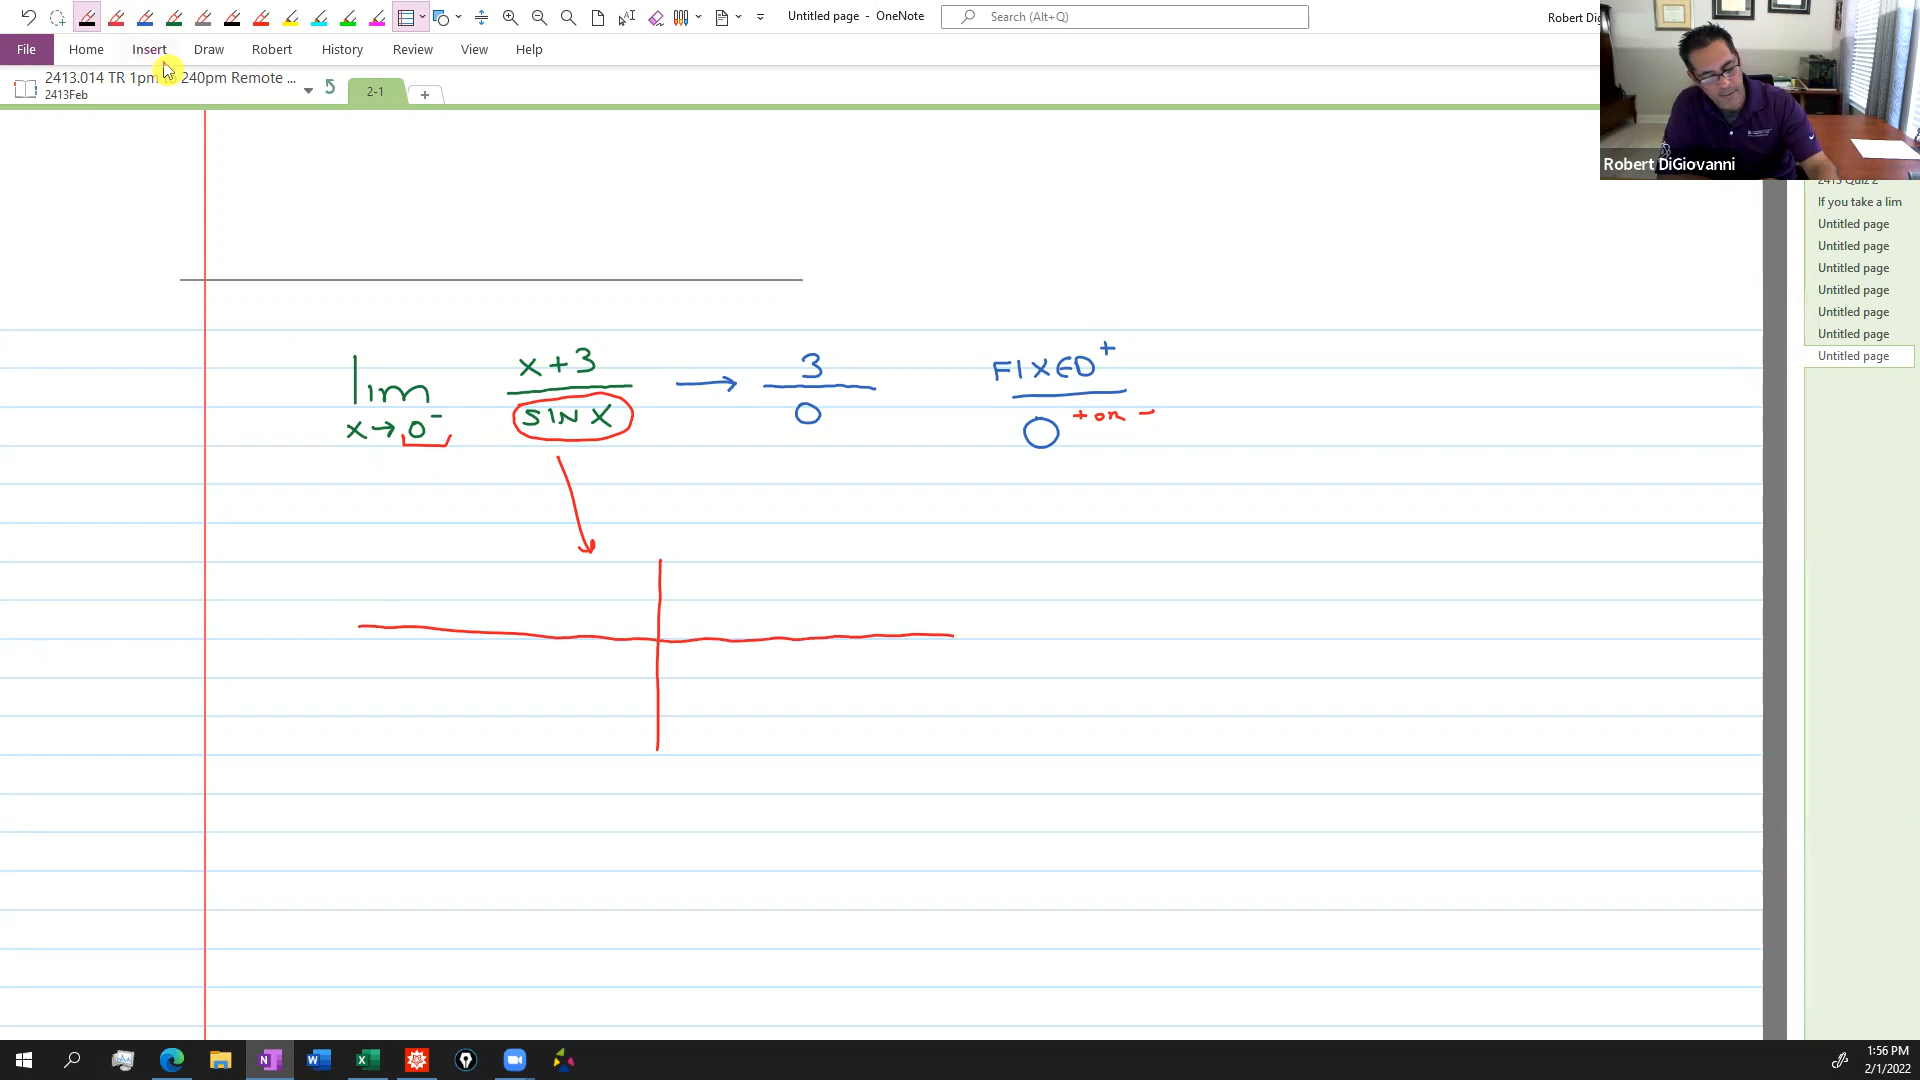 Untitled page - OneNote
Search (Alt+Q)
Robert Di
File Home Insert Draw Robert History Review View Help
2413.014 TR 1pm 240pm Remote ...
2413Feb
2-1
Robert DiGiovanni
2413 Quiz 2
If you take a lim
Untitled page
Untitled page
Untitled page
Untitled page
Untitled page
Untitled page
Untitled page
lim x→0⁻ x+3 / SIN X → 3 / 0
FIXED⁺ / 0 + or -
1:56 PM
2/1/2022